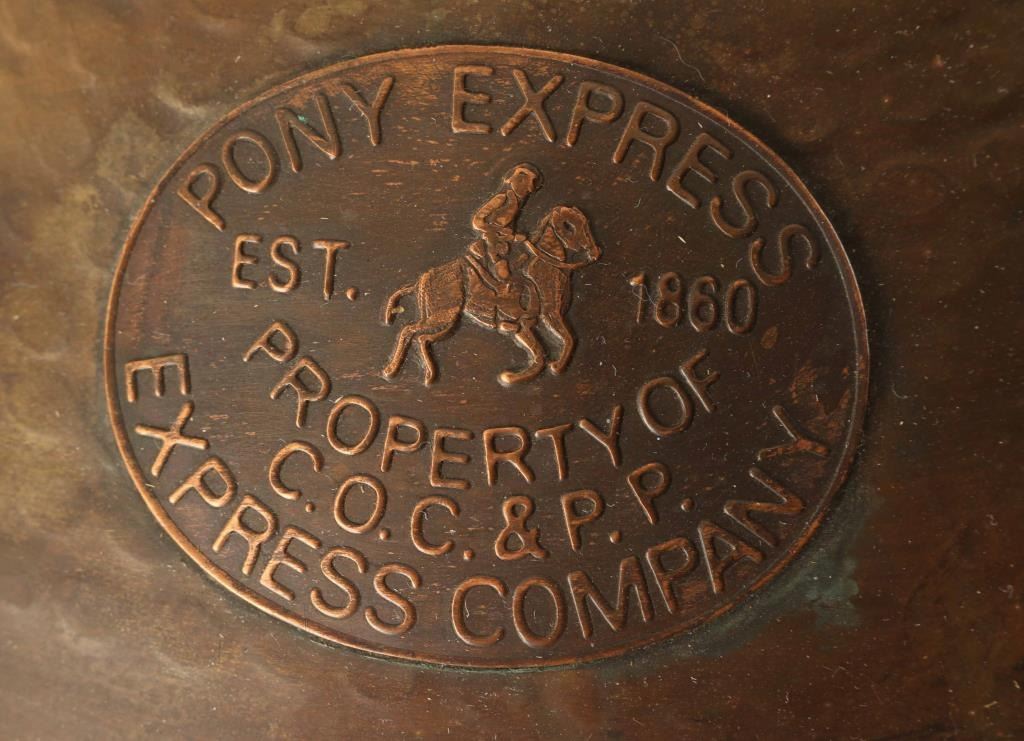 PONY EXPRESS
EST. 1860
PROPERTY OF
C.O.C.&P.P.
EXPRESS COMPANY